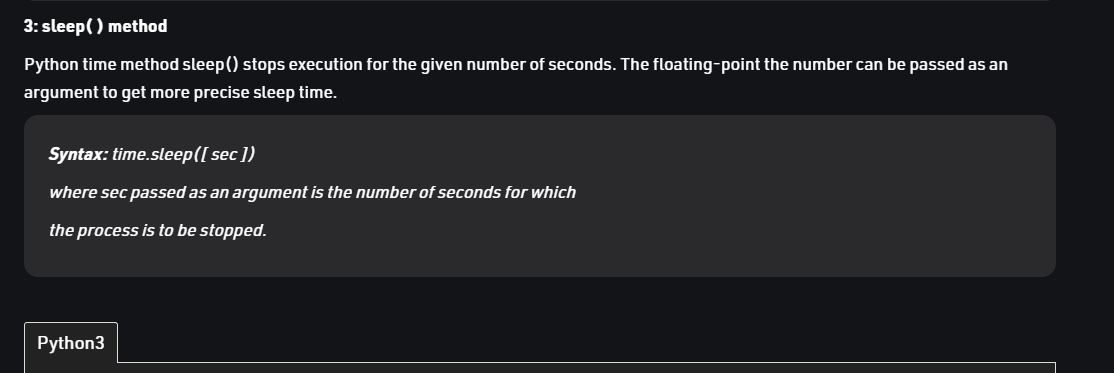 3: sleep( ) method
Python time method sleep() stops execution for the given number of seconds. The floating-point the number can be passed as an
argument to get more precise sleep time.
Syntax: time.sleep([ sec ])
where sec passed as an argument is the number of seconds for which
the process is to be stopped.
Python3